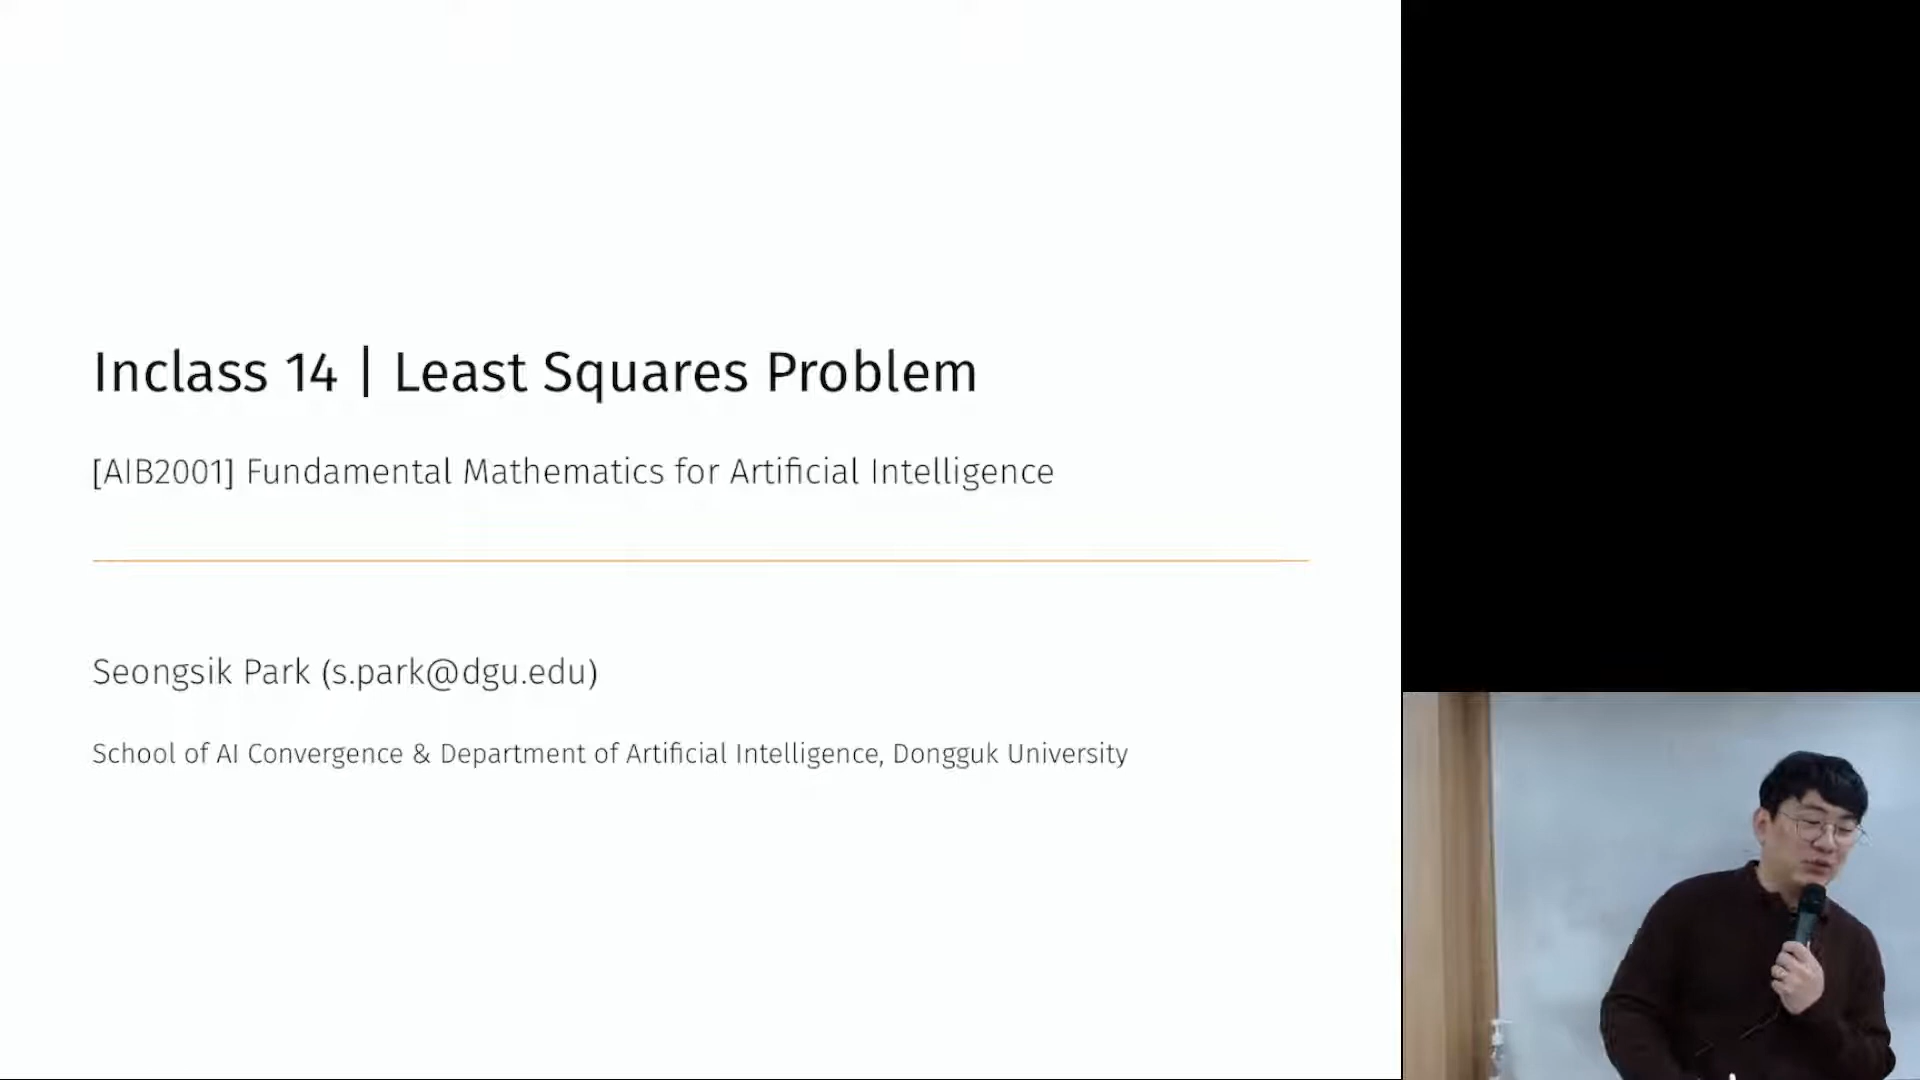 Inclass 14 | Least Squares Problem
[AIB2001] Fundamental Mathematics for Artificial Intelligence
Seongsik Park (s.park@dgu.edu)
School of AI Convergence & Department of Artificial Intelligence, Dongguk University